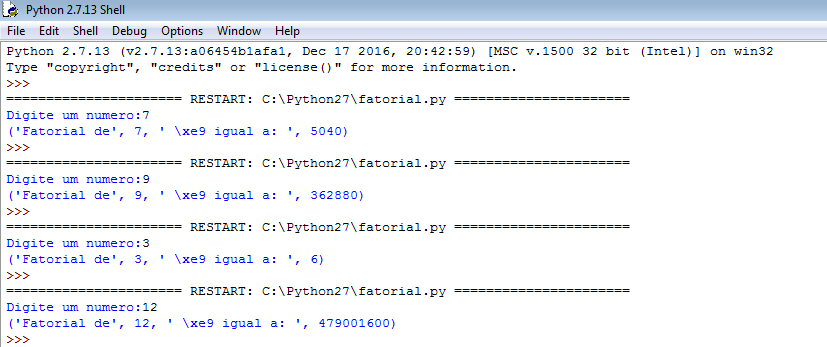 Python 2.7.13 Shell
File Edit Shell Debug Options Window Help
Python 2.7.13 (v2.7.13:a06454b1afa1, Dec 17 2016, 20:42:59) [MSC v.1500 32 bit (Intel)] on win32
Type "copyright", "credits" or "license()" for more information.
>>>
====================== RESTART: C:\Python27\fatorial.py ======================
Digite um numero:7
('Fatorial de', 7, ' \xe9 igual a: ', 5040)
>>>
====================== RESTART: C:\Python27\fatorial.py ======================
Digite um numero:9
('Fatorial de', 9, ' \xe9 igual a: ', 362880)
>>>
====================== RESTART: C:\Python27\fatorial.py ======================
Digite um numero:3
('Fatorial de', 3, ' \xe9 igual a: ', 6)
>>>
====================== RESTART: C:\Python27\fatorial.py ======================
Digite um numero:12
('Fatorial de', 12, ' \xe9 igual a: ', 479001600)
>>>